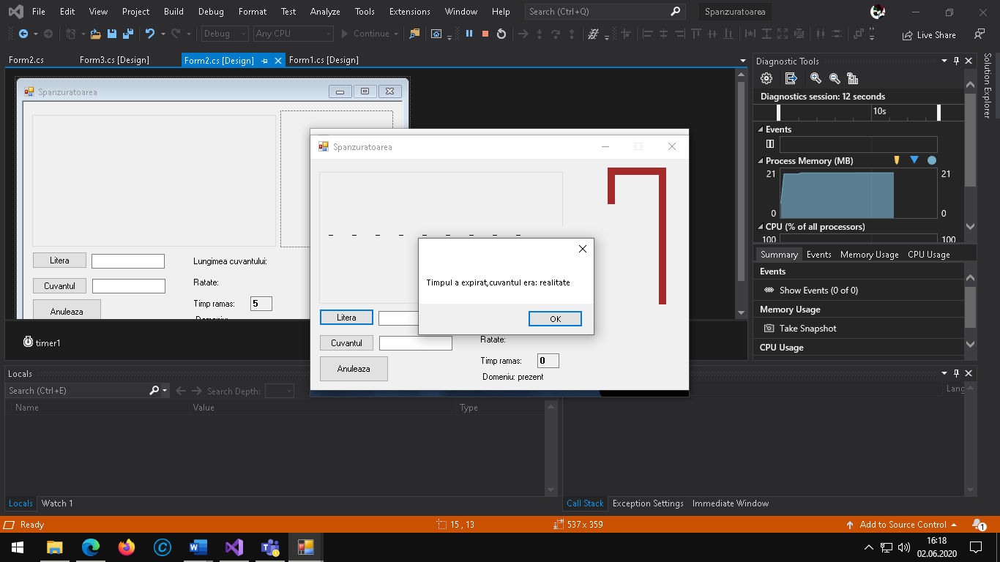 File Edit View Project Build Debug Format Test Analyze Tools Extensions Window Help Search (Ctrl+Q) Spanzuratoarea
Debug Any CPU Continue Live Share
Form2.cs Form3.cs [Design] Form2.cs [Design] Form1.cs [Design]
Spanzuratoarea
Litera
Lungimea cuvantului:
Cuvantul
Ratate:
Anuleaza
Timp ramas: 5
timer1
Spanzuratoarea
_ _ _ _ _ _ _ _ _
Timpul a expirat,cuvantul era: realitate
OK
Litera
Cuvantul
Ratate:
Anuleaza
Timp ramas: 0
Domeniu: prezent
Diagnostic Tools
Diagnostics session: 12 seconds
10s
Events
Process Memory (MB)
21 21
0 0
CPU (% of all processors)
100 100
Summary Events Memory Usage CPU Usage
Events
Show Events (0 of 0)
Memory Usage
Take Snapshot
CPU Usage
Solution Explorer
Locals
Search (Ctrl+E) Search Depth:
Name Value Type
Lang
Locals Watch 1
Call Stack Exception Settings Immediate Window
Ready 15 , 13 537 x 359 Add to Source Control 1
16:18
02.06.2020